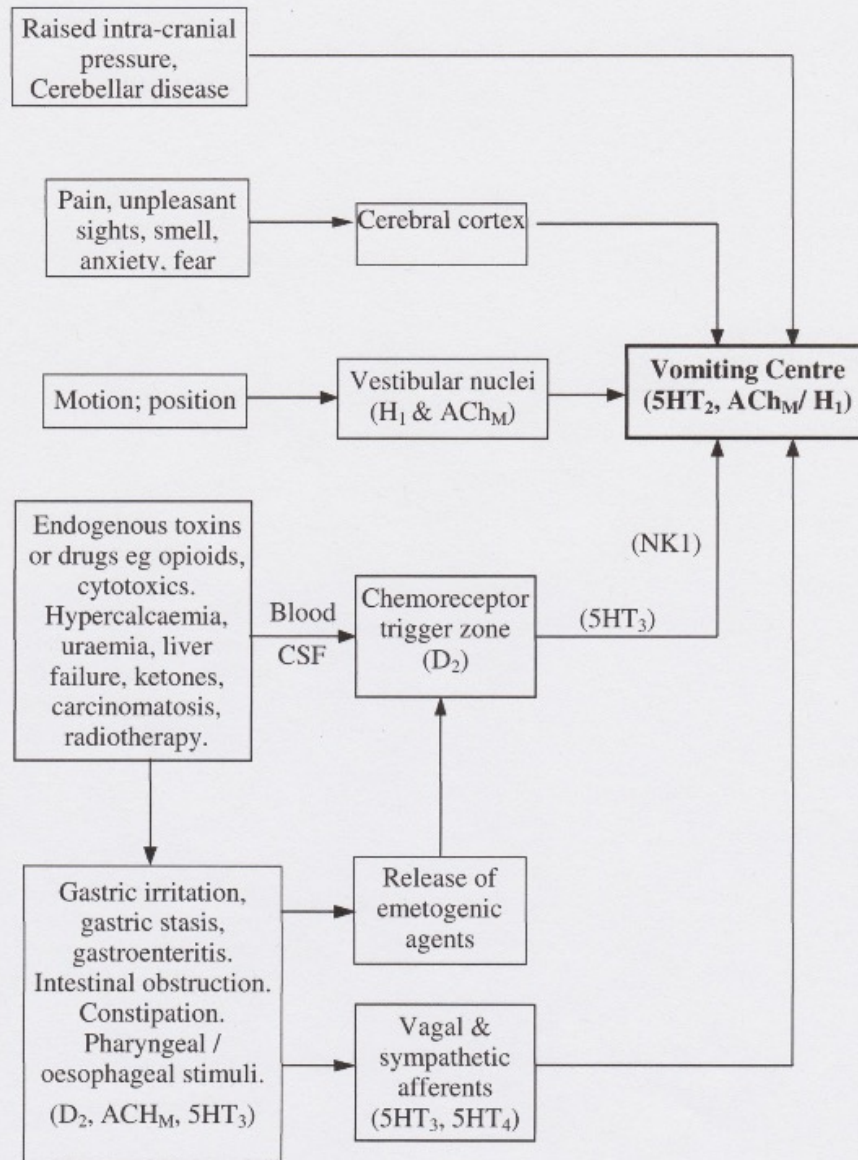 Raised intra-cranial
pressure,
Cerebellar disease
Pain, unpleasant
sights, smell,
anxiety, fear
Cerebral cortex
Motion; position
Vestibular nuclei
(H₁ & AChM)
Vomiting Centre
(5HT₂, AChM/ H₁)
Endogenous toxins
or drugs eg opioids,
cytotoxics.
Hypercalcaemia,
uraemia, liver
failure, ketones,
carcinomatosis,
radiotherapy.
Blood
CSF
Chemoreceptor
trigger zone
(D₂)
(5HT₃)
(NK1)
Gastric irritation,
gastric stasis,
gastroenteritis.
Intestinal obstruction.
Constipation.
Pharyngeal /
oesophageal stimuli.
(D₂, ACHM, 5HT₃)
Release of
emetogenic
agents
Vagal &
sympathetic
afferents
(5HT₃, 5HT₄)